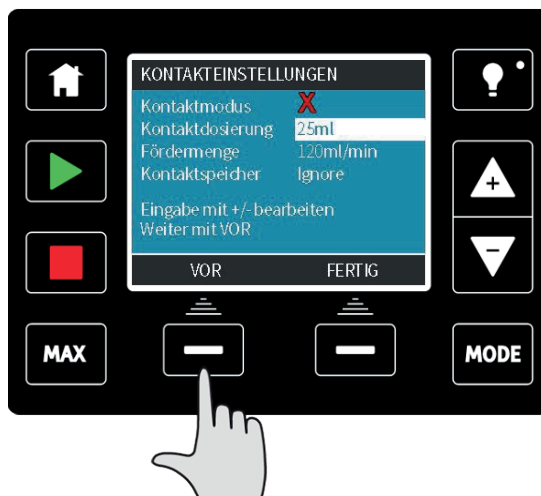 KONTAKTEINSTELLUNGEN
Kontaktmodus X
Kontaktdosierung 25ml
Fördermenge 120ml/min
Kontaktspeicher Ignore
Eingabe mit +/- bearbeiten
Weiter mit VOR
VOR FERTIG
+
-
MAX MODE